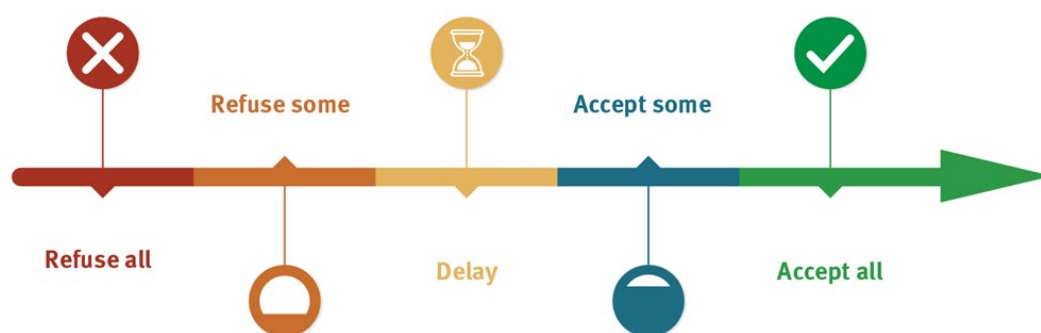 Refuse some
Accept some
Refuse all
Delay
Accept all